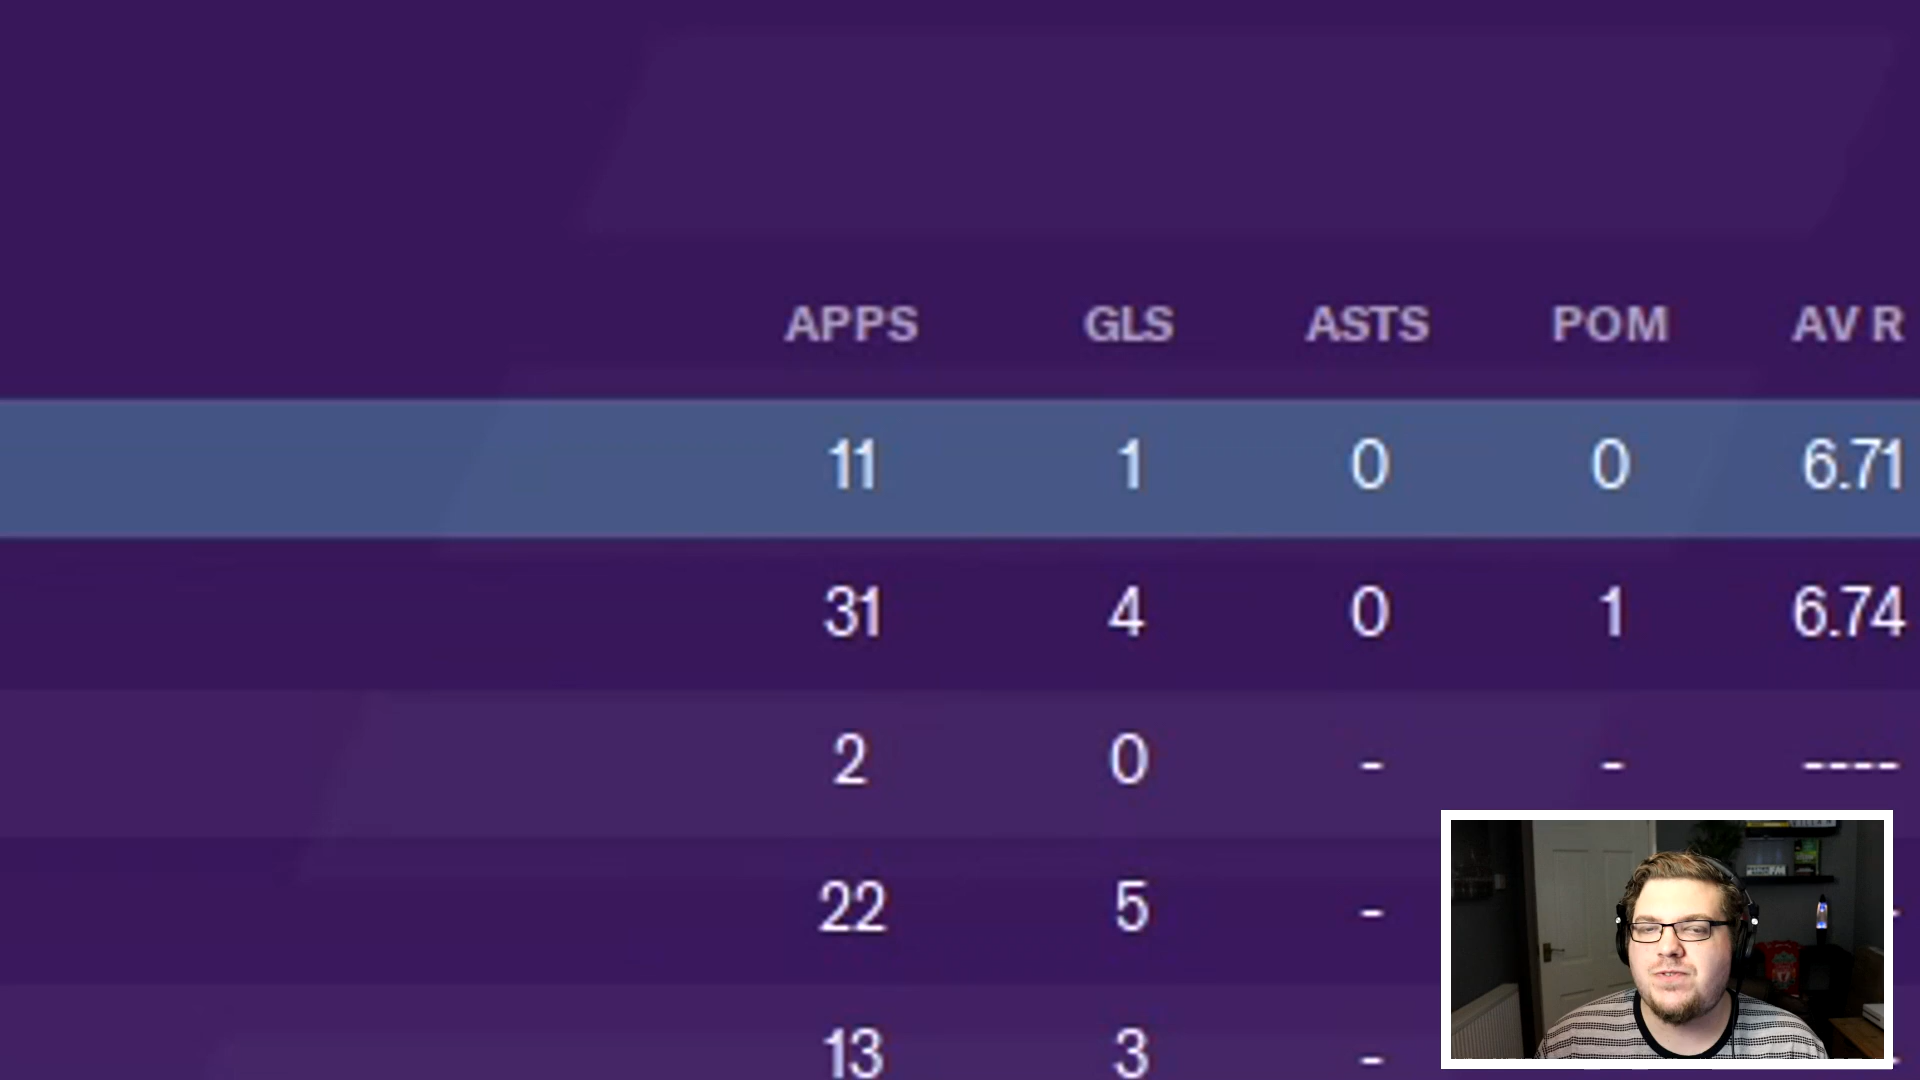 APPS GLS ASTS POM AV R
11 1 0 0 6.71
31 4 0 1 6.74
2 0 - - ----
22 5 - -
13 3 - -